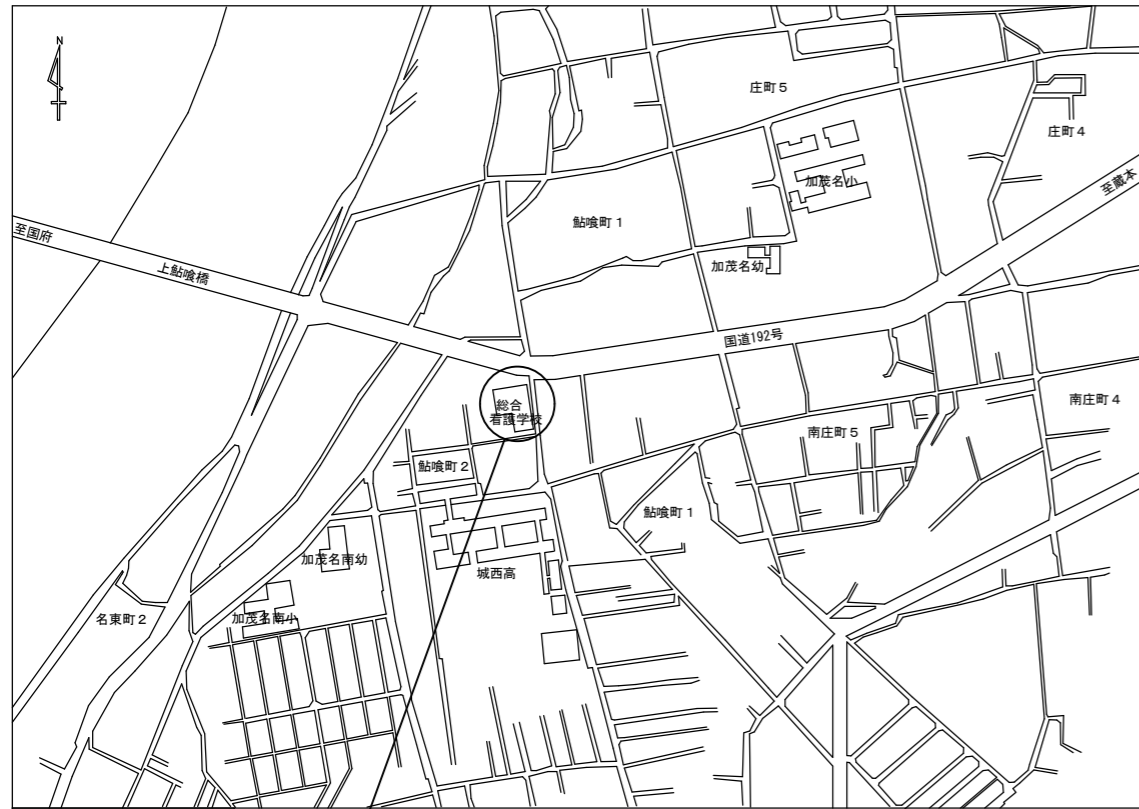 N
庄町5
庄町4
加茂名小
至蔵本
鮎喰町1
至国府
上鮎喰橋
加茂名幼
国道192号
総合
看護学校
南庄町4
南庄町5
鮎喰町2
鮎喰町1
加茂名南幼
城西高
名東町2
加茂名南小